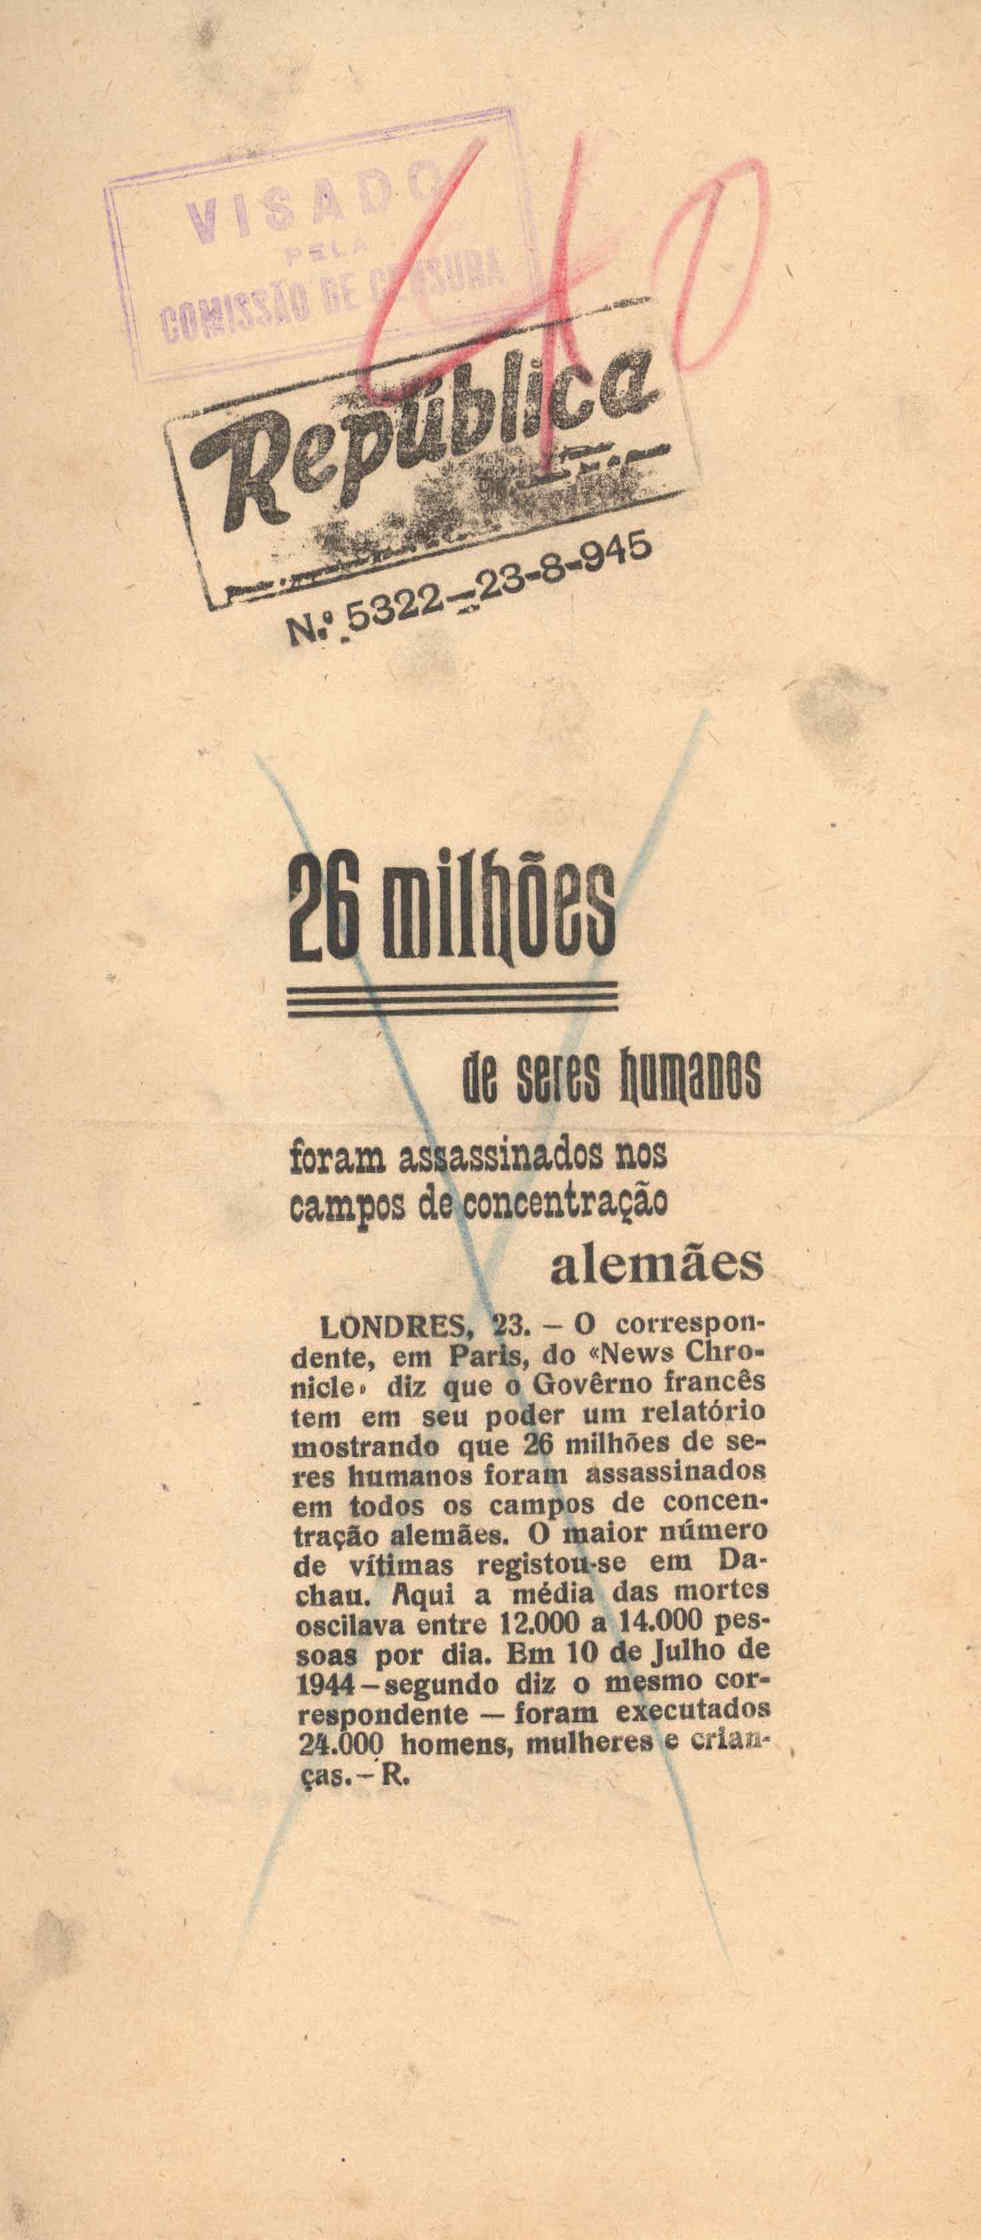 VISADO
PELA
COMISSÃO DE CENSURA
República
N.º 5322-23-8-945
26 milhões
de seres humanos
foram assassinados nos
campos de concentração
alemães
LONDRES, 23. — O correspon-
dente, em Paris, do «News Chro-
nicle» diz que o Govêrno francês
tem em seu poder um relatório
mostrando que 26 milhões de se-
res humanos foram assassinados
em todos os campos de concen-
tração alemães. O maior número
de vítimas registou-se em Da-
chau. Aqui a média das mortes
oscilava entre 12.000 a 14.000 pes-
soas por dia. Em 10 de Julho de
1944 — segundo diz o mesmo cor-
respondente — foram executados
24.000 homens, mulheres e crian-
ças. — R.